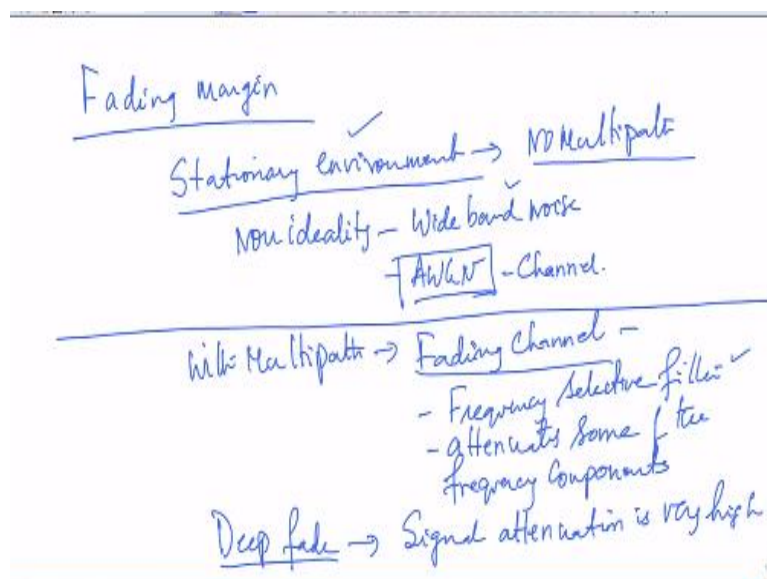 Fading margin
Stationary environment → No Multipath
Non ideality - Wide band noise
- AWGN - Channel.
With Multipath → Fading Channel -
- Frequency selective filter
- attenuates some of the
frequency components
Deep fade → Signal attenuation is very high